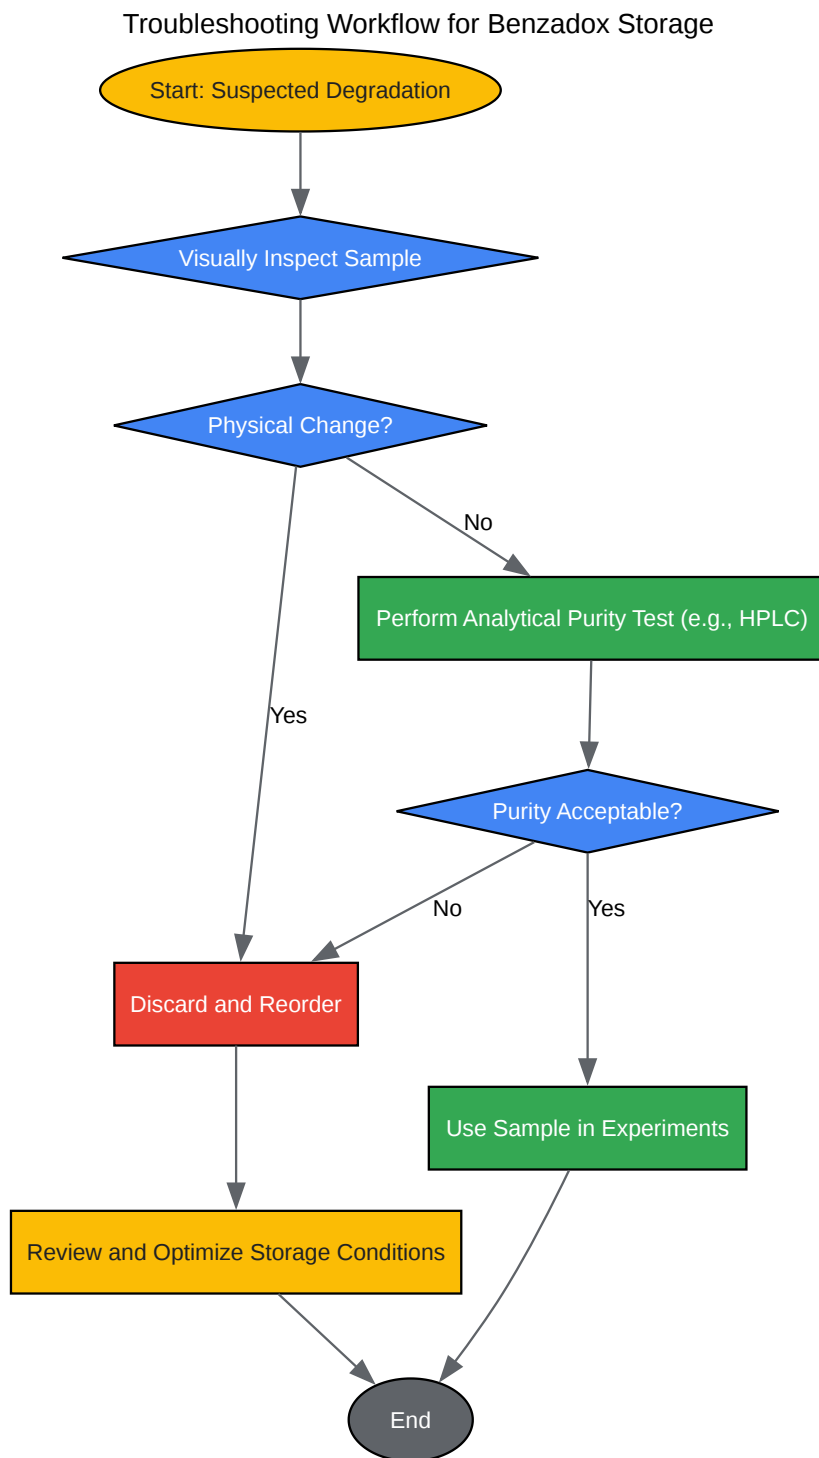 Troubleshooting Workflow for Benzadox Storage
Start: Suspected Degradation
Visually Inspect Sample
Physical Change?
No
Perform Analytical Purity Test (e.g., HPLC)
Yes
Purity Acceptable?
No
Yes
Discard and Reorder
Use Sample in Experiments
Review and Optimize Storage Conditions
End